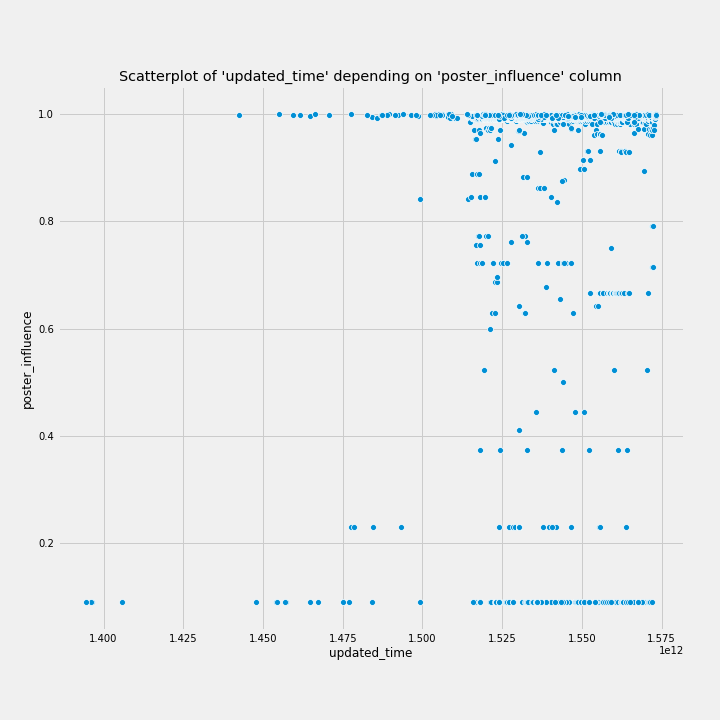 Scatterplot of 'updated_time' depending on 'poster_influence' column
1.0
0.8
0.6
0.4
0.2
poster_influence
1.400 1.425 1.450 1.475 1.500 1.525 1.550 1.575
1e12
updated_time